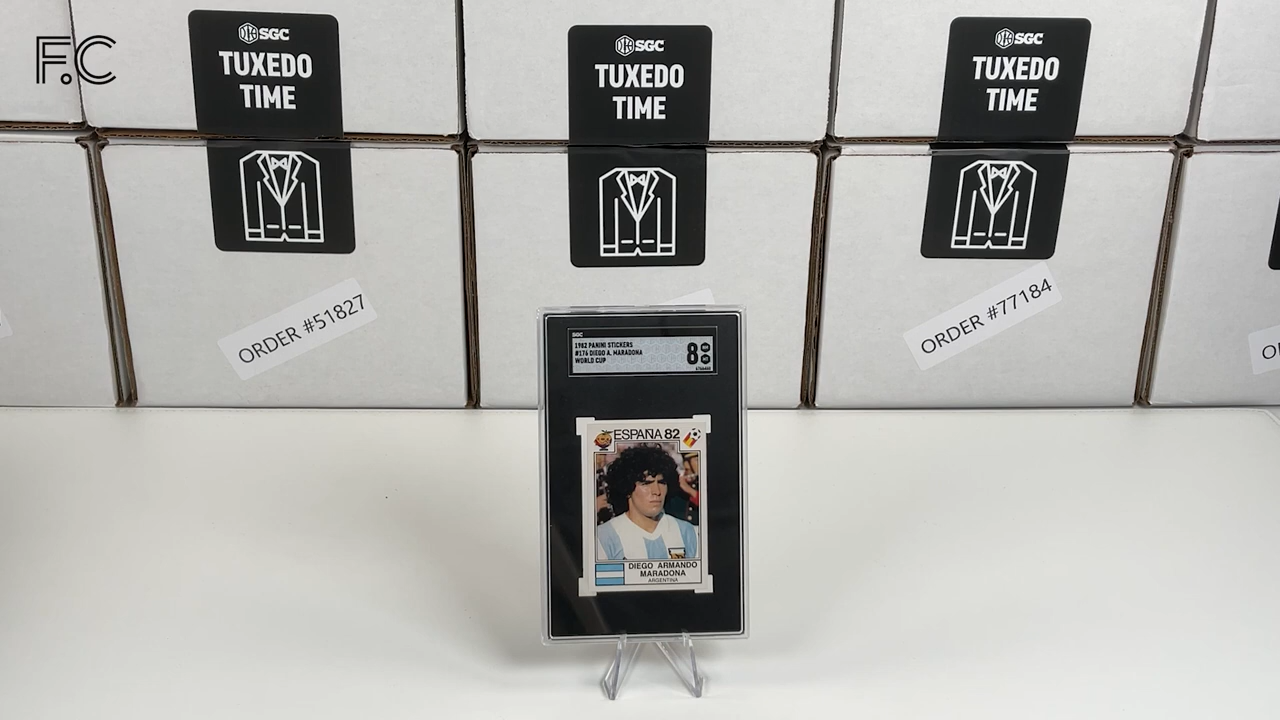 F.C
SGC
TUXEDO
TIME
SGC
TUXEDO
TIME
SGC
TUXEDO
TIME
ORDER #51827
ORDER #77184
SGC
1982 PANINI STICKERS
#176 DIEGO A. MARADONA
WORLD CUP
8
ESPAÑA 82
DIEGO ARMANDO
MARADONA
ARGENTINA